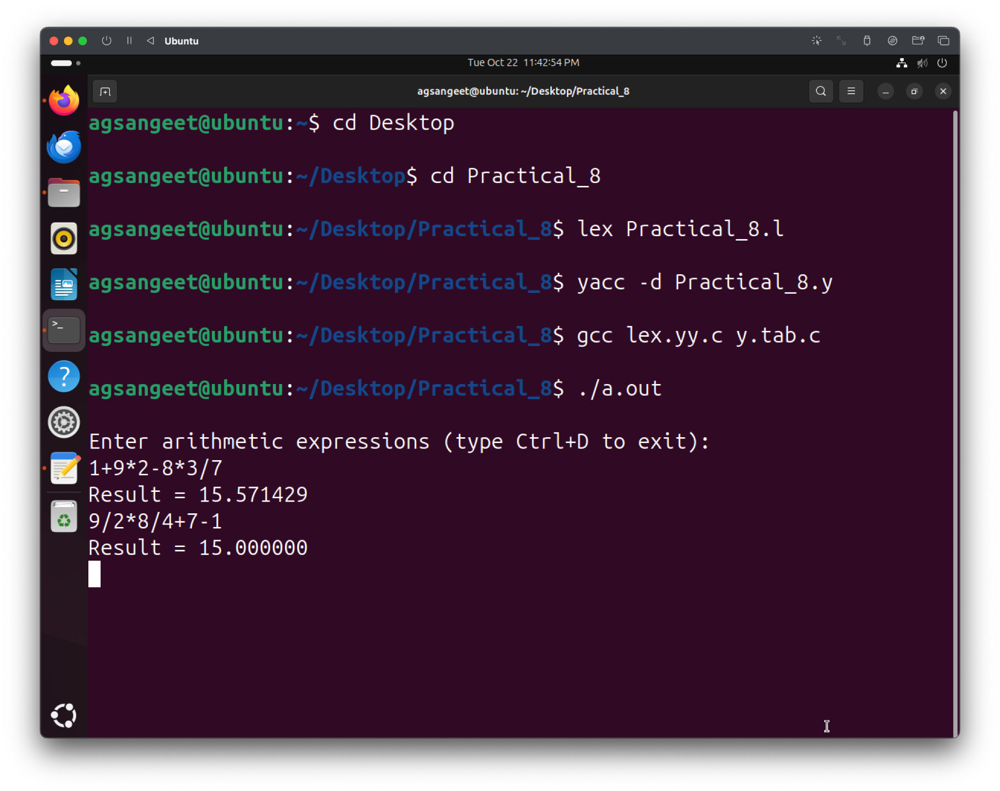 Ubuntu
Tue Oct 22 11:42:54 PM
agsangeet@ubuntu: ~/Desktop/Practical_8
agsangeet@ubuntu:~$ cd Desktop
agsangeet@ubuntu:~/Desktop$ cd Practical_8
agsangeet@ubuntu:~/Desktop/Practical_8$ lex Practical_8.l
agsangeet@ubuntu:~/Desktop/Practical_8$ yacc -d Practical_8.y
agsangeet@ubuntu:~/Desktop/Practical_8$ gcc lex.yy.c y.tab.c
agsangeet@ubuntu:~/Desktop/Practical_8$ ./a.out
Enter arithmetic expressions (type Ctrl+D to exit):
1+9*2-8*3/7
Result = 15.571429
9/2*8/4+7-1
Result = 15.000000